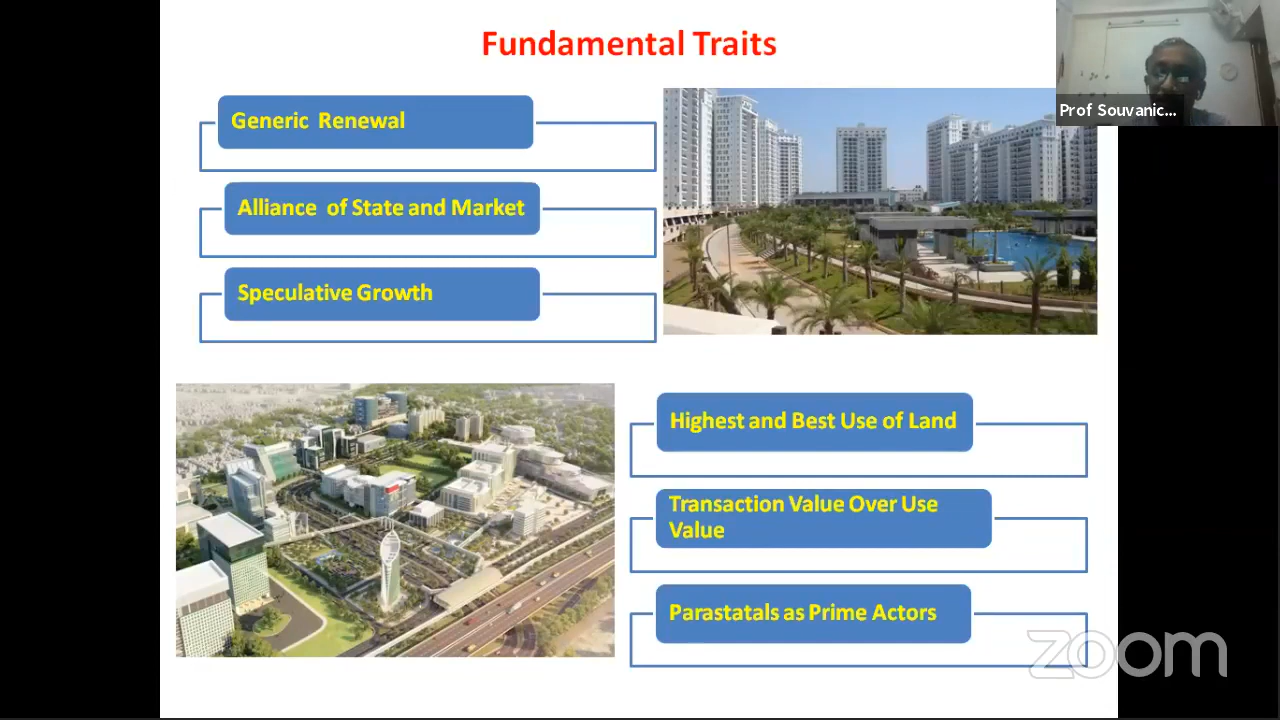 Fundamental Traits
Prof Souvanic...
Generic Renewal
Alliance of State and Market
Speculative Growth
Highest and Best Use of Land
Transaction Value Over Use
Value
Parastatals as Prime Actors
zoom